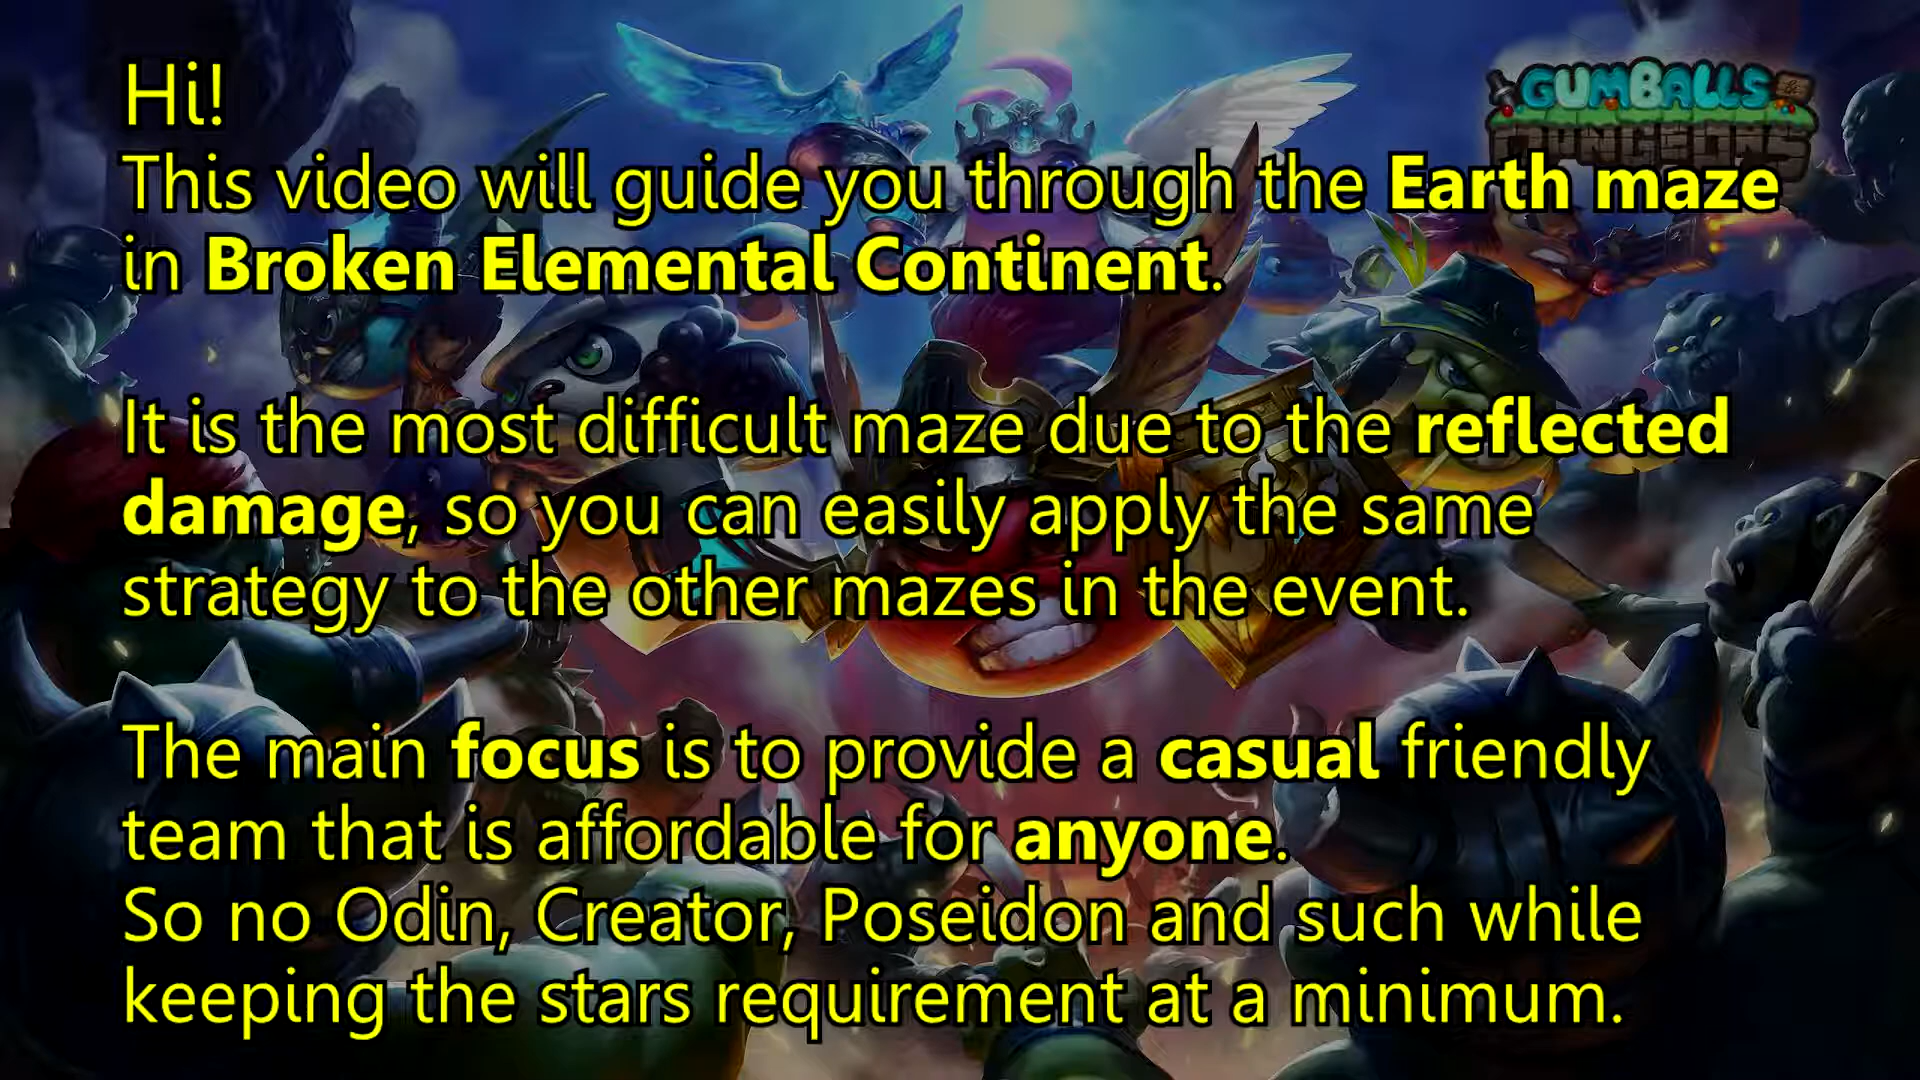 Hi!
GUMBALLS
DUNGEONS
This video will guide you through the Earth maze
in Broken Elemental Continent.
It is the most difficult maze due to the reflected
damage, so you can easily apply the same
strategy to the other mazes in the event.
The main focus is to provide a casual friendly
team that is affordable for anyone.
So no Odin, Creator, Poseidon and such while
keeping the stars requirement at a minimum.